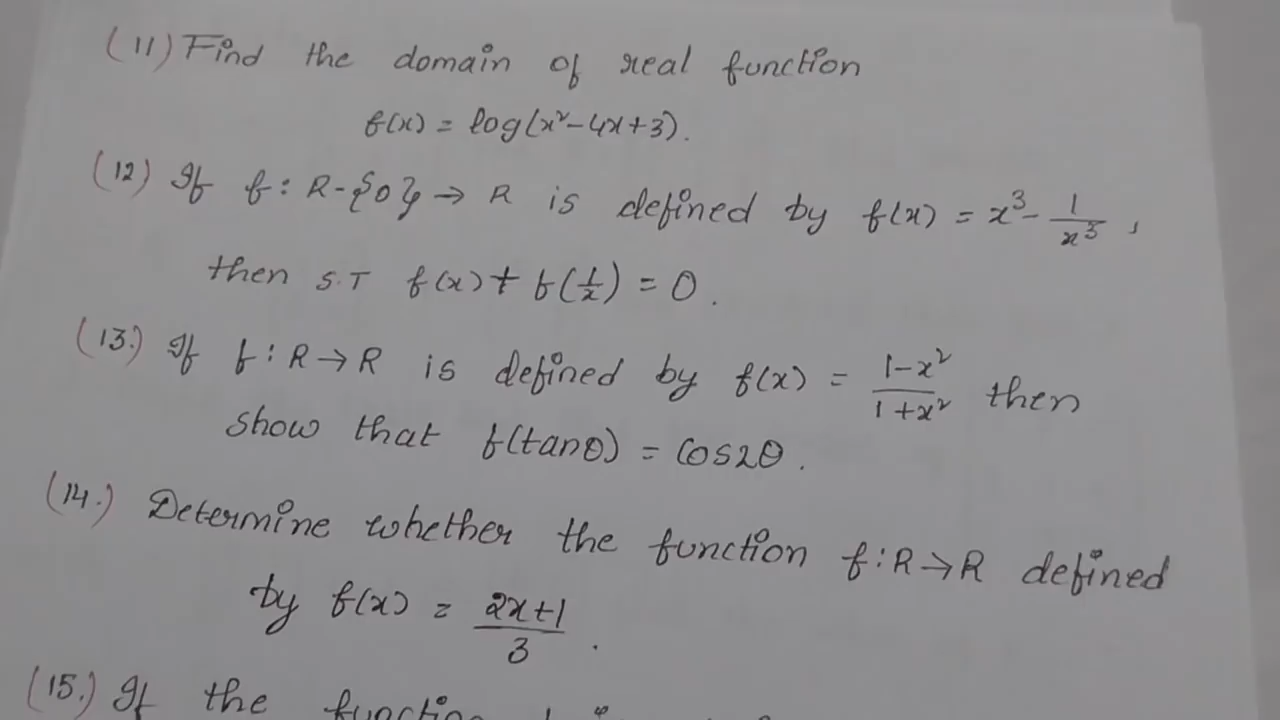 (11) Find the domain of real function
f(x) = log(x²-4x+3).
(12) If f : R-{0} → R is defined by f(x) = x³ - 1/x³ ,
then S.T f(x) + f(1/x) = 0 .
(13.) If f : R → R is defined by f(x) = 1-x²/1+x² then
show that f(tanθ) = cos2θ .
(14.) Determine whether the function f : R → R defined
by f(x) = 2x+1/3 .
(15.) If the function